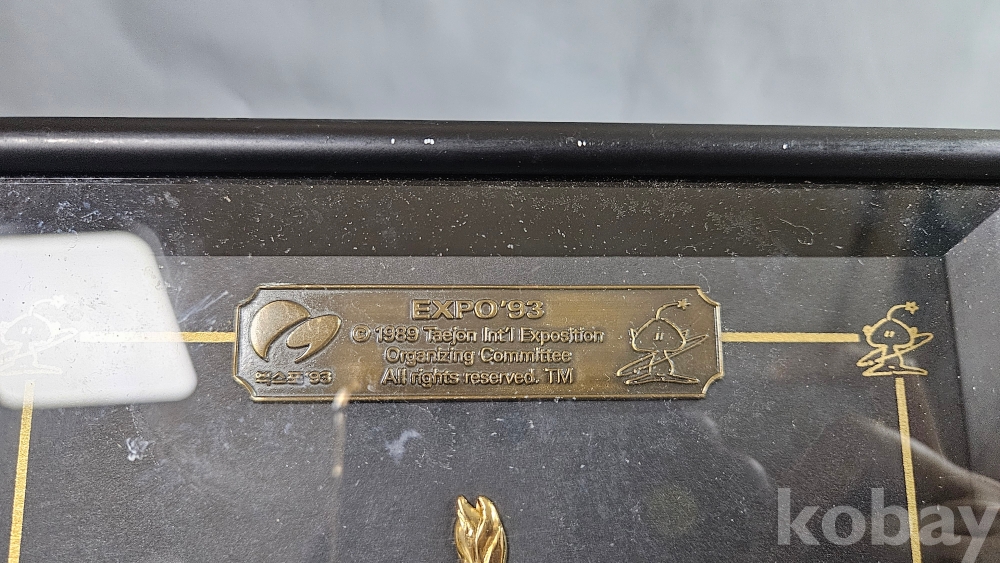 EXPO'93
© 1989 Taejon Int'l Exposition
Organizing Committee
All rights reserved. TM
엑스포 '93
kobay